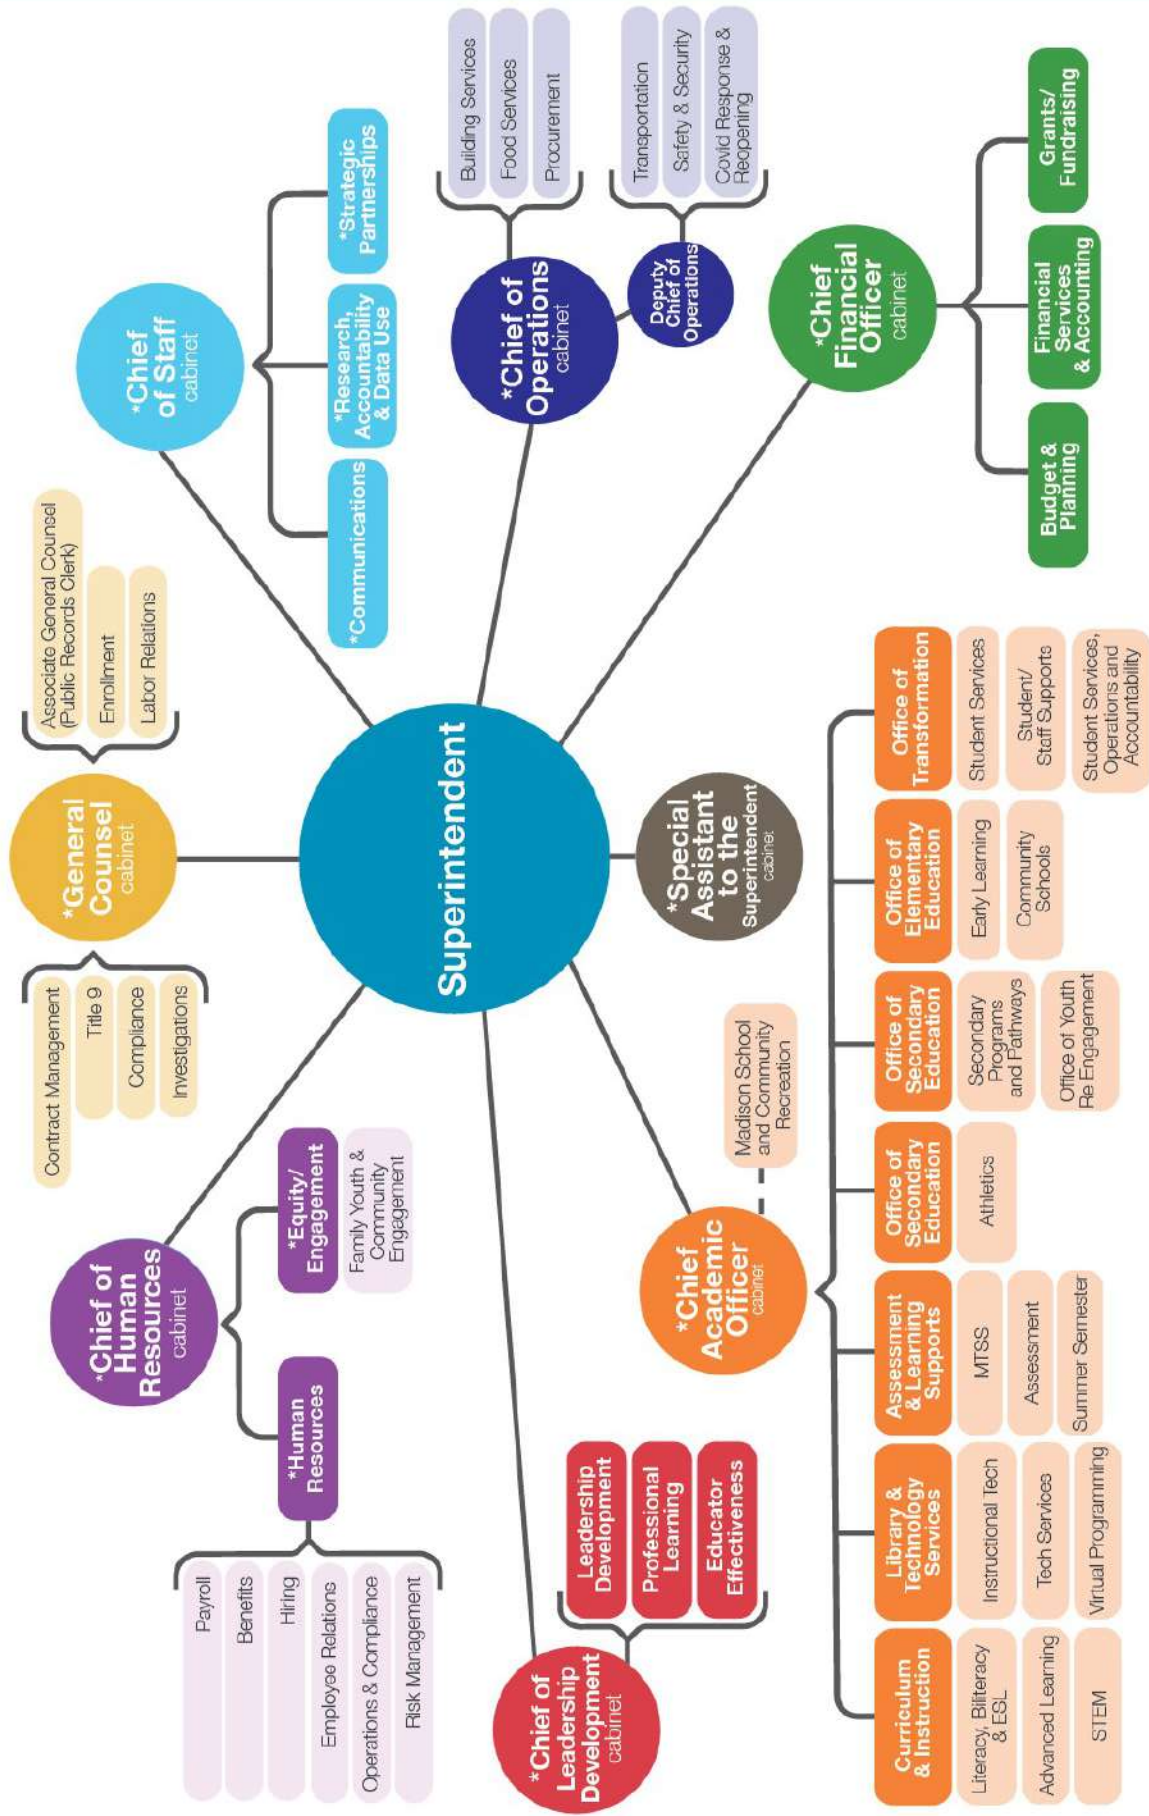 *General
Counsel
cabinet
Contract Management
Title 9
Compliance
Investigations
Associate General Counsel
(Public Records Clerk)
Enrollment
Labor Relations
*Chief of
Human
Resources
cabinet
*Human
Resources
*Equity/
Engagement
Family Youth &
Community
Engagement
Payroll
Benefits
Hiring
Employee Relations
Operations & Compliance
Risk Management
*Chief
of Staff
cabinet
*Communications
*Research,
Accountability
& Data Use
*Strategic
Partnerships
Superintendent
*Chief of
Operations
cabinet
Building Services
Food Services
Procurement
Deputy
Chief of
Operations
Transportation
Safety & Security
Covid Response &
Reopening
*Chief of
Leadership
Development
cabinet
Leadership
Development
Professional
Learning
Educator
Effectiveness
*Special
Assistant
to the
Superintendent
cabinet
*Chief
Financial
Officer
cabinet
Budget &
Planning
Financial
Services
& Accounting
Grants/
Fundraising
*Chief
Academic
Officer
cabinet
Madison School
and Community
Recreation
Curriculum
& Instruction
Literacy, Biliteracy
& ESL
Advanced Learning
STEM
Library &
Technology
Services
Instructional Tech
Tech Services
Virtual Programming
Assessment
& Learning
Supports
MTSS
Assessment
Summer Semester
Office of
Secondary
Education
Athletics
Office of
Secondary
Education
Secondary
Programs
and Pathways
Office of Youth
Re Engagement
Office of
Elementary
Education
Early Learning
Community
Schools
Office of
Transformation
Student Services
Student/
Staff Supports
Student Services,
Operations and
Accountability